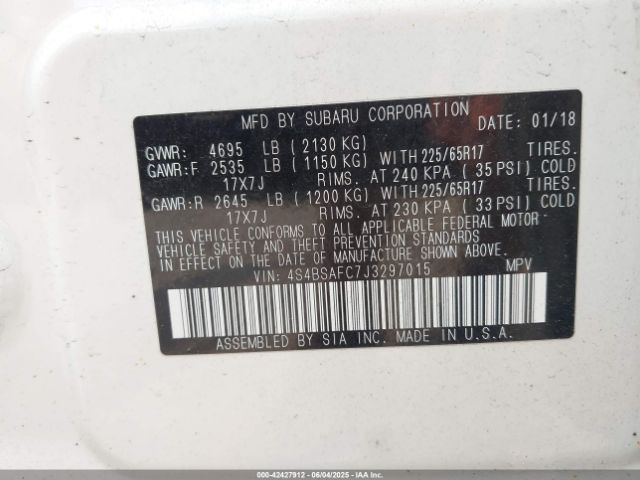 MFD BY SUBARU CORPORATION DATE: 01/18
GVWR: 4695 LB ( 2130 KG)
GAWR:F 2535 LB ( 1150 KG) WITH 225/65R17 TIRES.
17X7J RIMS. AT 240 KPA ( 35 PSI) COLD
GAWR:R 2645 LB ( 1200 KG) WITH 225/65R17 TIRES.
17X7J RIMS. AT 230 KPA ( 33 PSI) COLD
THIS VEHICLE CONFORMS TO ALL APPLICABLE FEDERAL MOTOR
VEHICLE SAFETY AND THEFT PREVENTION STANDARDS
IN EFFECT ON THE DATE OF MANUFACTURE SHOWN ABOVE.
VIN: 4S4BSAFC7J3297015 MPV
ASSEMBLED BY SIA INC. MADE IN U.S.A.
000-42427912 - 06/04/2025 - IAAI.com